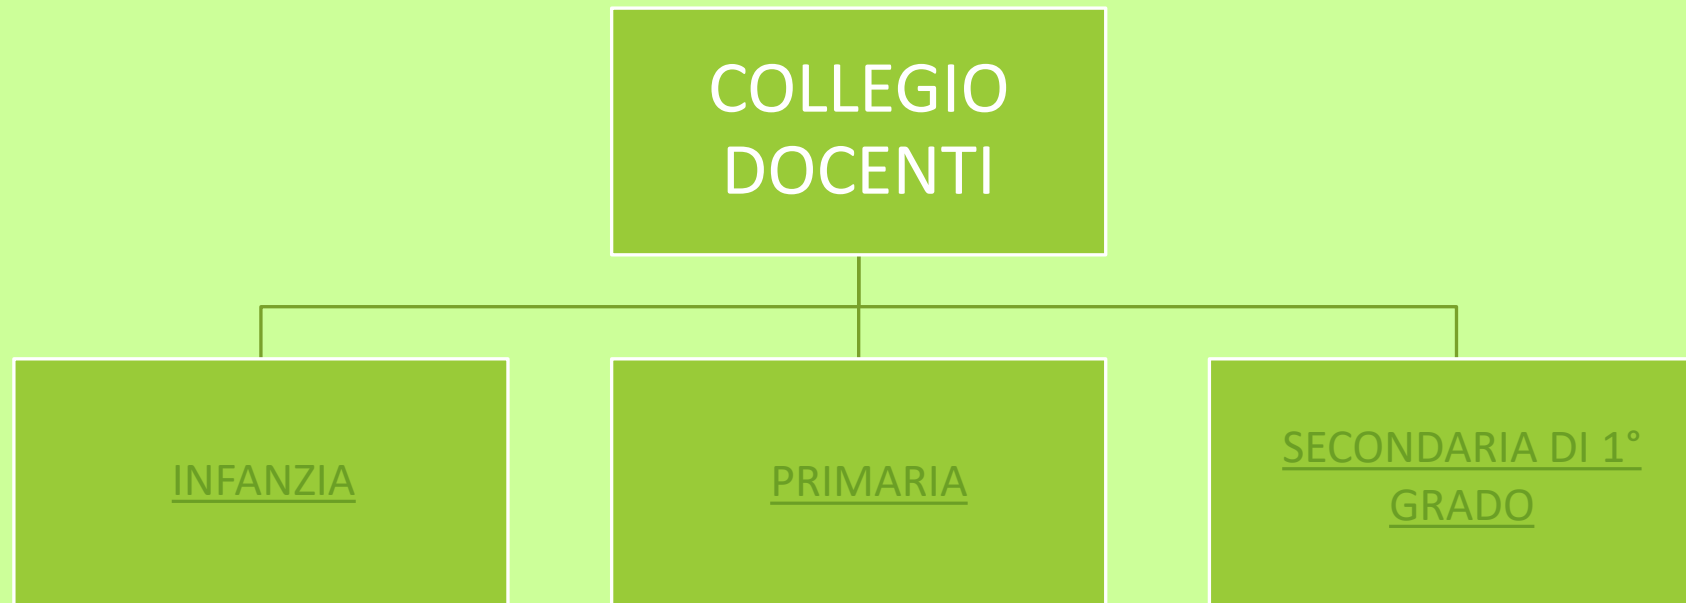 COLLEGIO
DOCENTI
INFANZIA
PRIMARIA
SECONDARIA DI 1°
GRADO